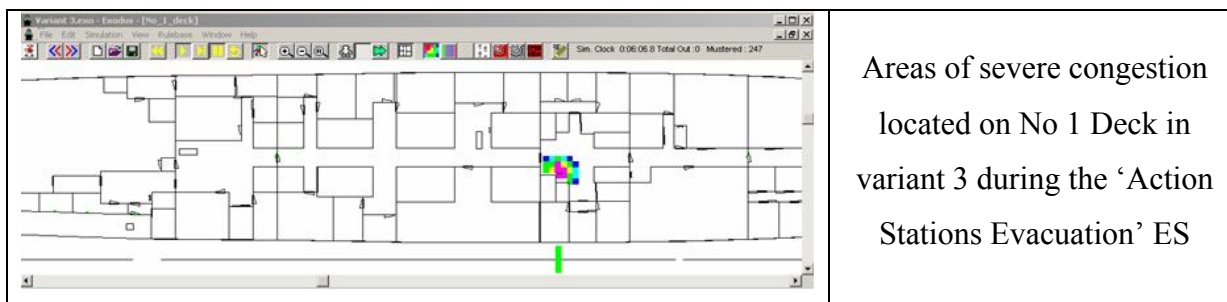 Variant 3.exo - Exodus - [No_1_deck]
File Edit Simulation View Rulebase Window Help
Sim. Clock 0:06:06.8 Total Out :0 Mustered : 247
Areas of severe congestion
located on No 1 Deck in
variant 3 during the ‘Action
Stations Evacuation’ ES